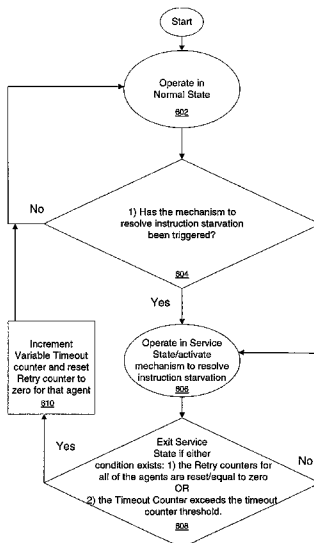 Start
Operate in
Normal State
602
No
1) Has the mechanism to
resolve instruction starvation
been triggered?
604
Yes
Increment
Variable Timeout
counter and reset
Retry counter to
zero for that agent
610
Operate in Service
State/activate
mechanism to resolve
instruction starvation
606
Yes
Exit Service
State if either
condition exists: 1) the Retry counters for
all of the agents are reset/equal to zero
OR
2) the Timeout Counter exceeds the timeout
counter threshold.
608
No